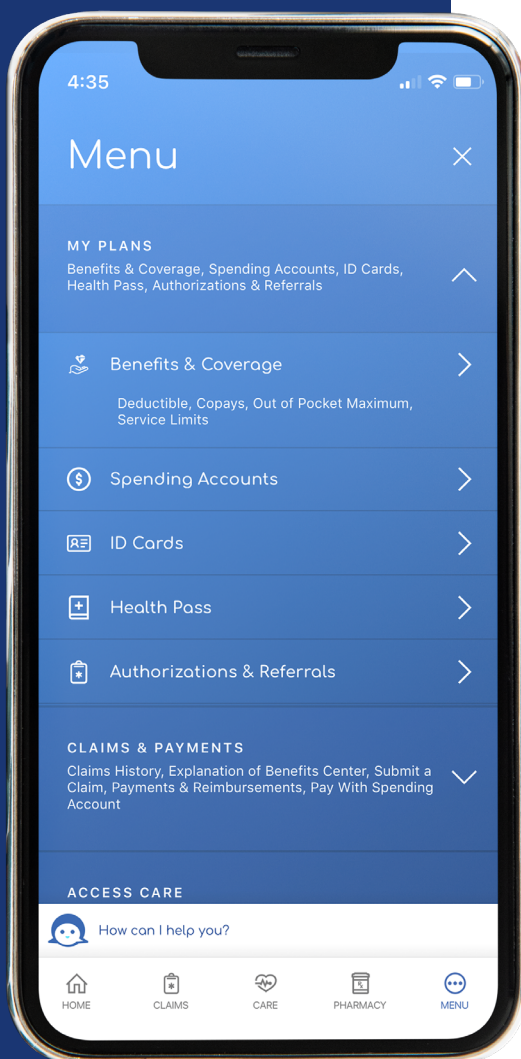 4:35
Menu
MY PLANS
Benefits & Coverage, Spending Accounts, ID Cards,
Health Pass, Authorizations & Referrals
Benefits & Coverage
Deductible, Copays, Out of Pocket Maximum,
Service Limits
Spending Accounts
ID Cards
Health Pass
Authorizations & Referrals
CLAIMS & PAYMENTS
Claims History, Explanation of Benefits Center, Submit a
Claim, Payments & Reimbursements, Pay With Spending
Account
ACCESS CARE
How can I help you?
HOME
CLAIMS
CARE
PHARMACY
MENU